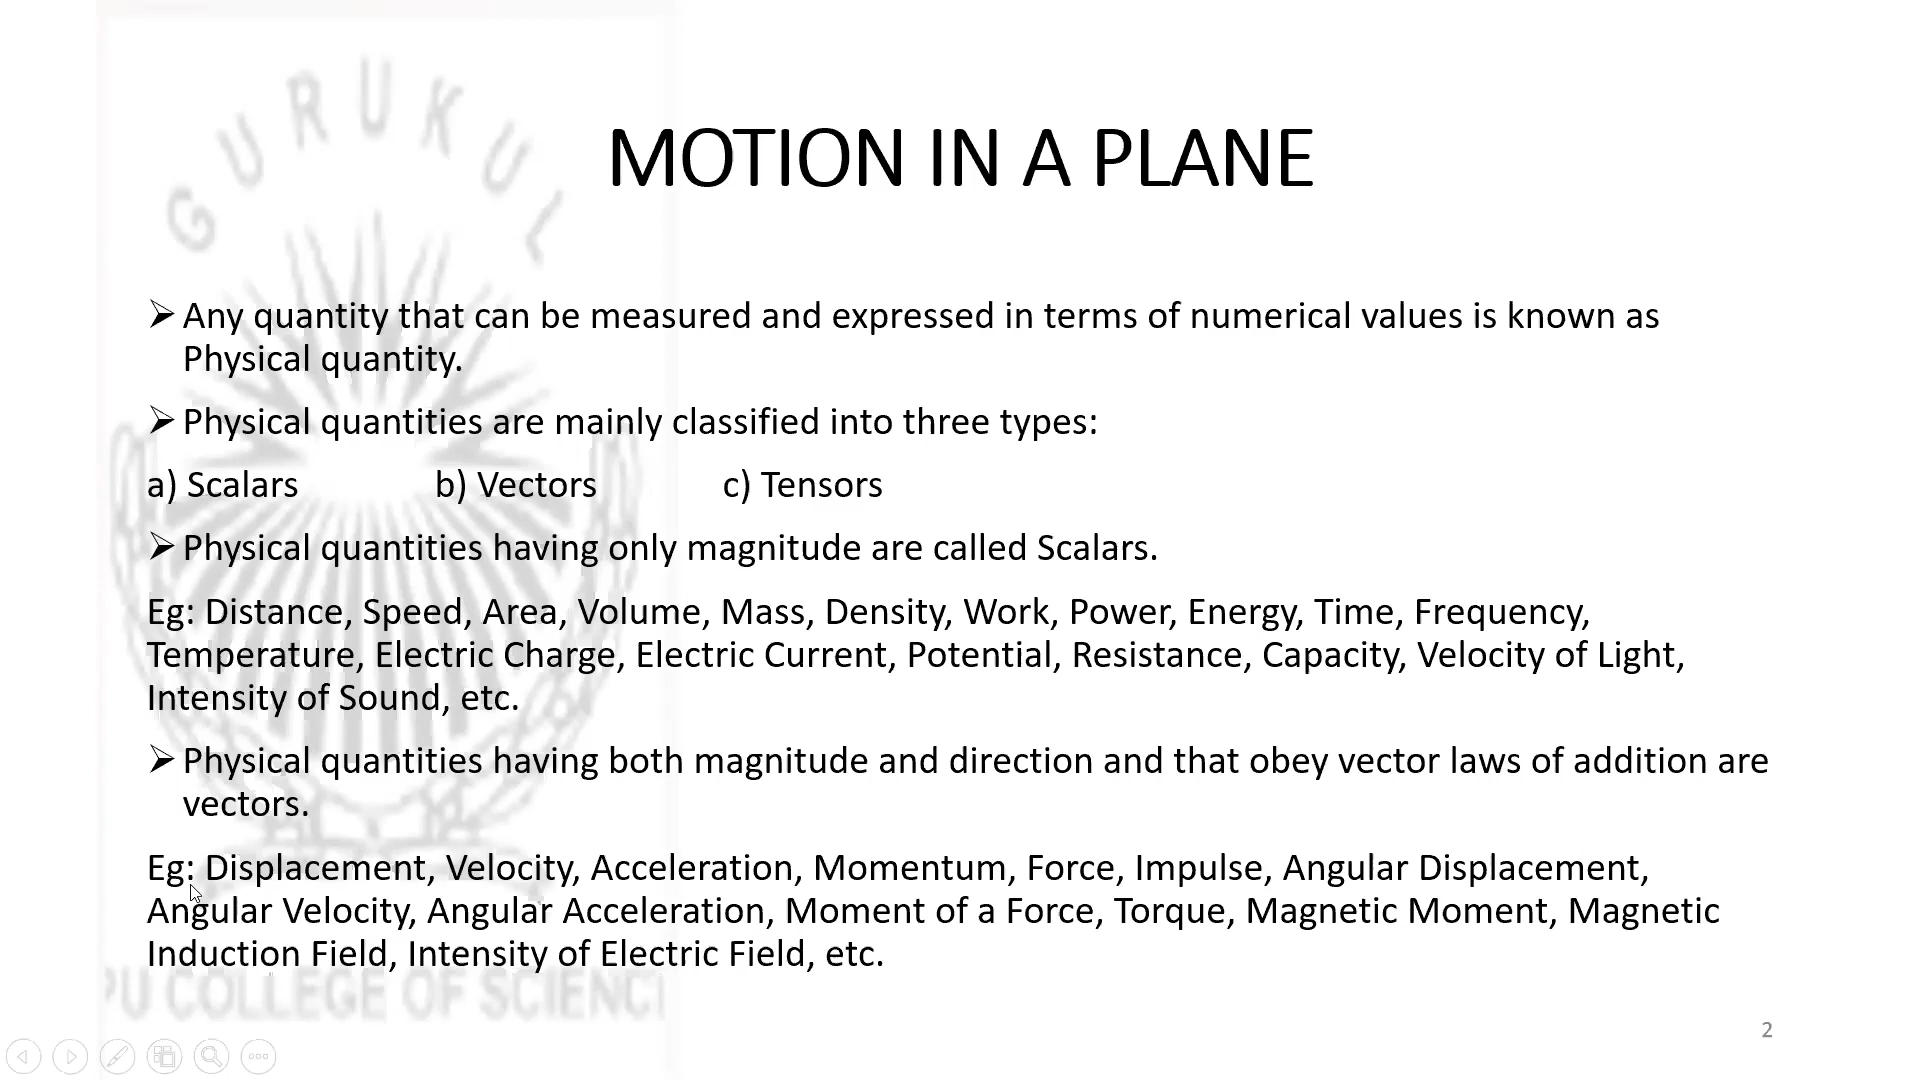 GURUKUL
MOTION IN A PLANE
➢Any quantity that can be measured and expressed in terms of numerical values is known as
Physical quantity.
➢Physical quantities are mainly classified into three types:
a) Scalars b) Vectors c) Tensors
➢Physical quantities having only magnitude are called Scalars.
Eg: Distance, Speed, Area, Volume, Mass, Density, Work, Power, Energy, Time, Frequency,
Temperature, Electric Charge, Electric Current, Potential, Resistance, Capacity, Velocity of Light,
Intensity of Sound, etc.
➢Physical quantities having both magnitude and direction and that obey vector laws of addition are
vectors.
Eg: Displacement, Velocity, Acceleration, Momentum, Force, Impulse, Angular Displacement,
Angular Velocity, Angular Acceleration, Moment of a Force, Torque, Magnetic Moment, Magnetic
Induction Field, Intensity of Electric Field, etc.
PU COLLEGE OF SCIENC
2